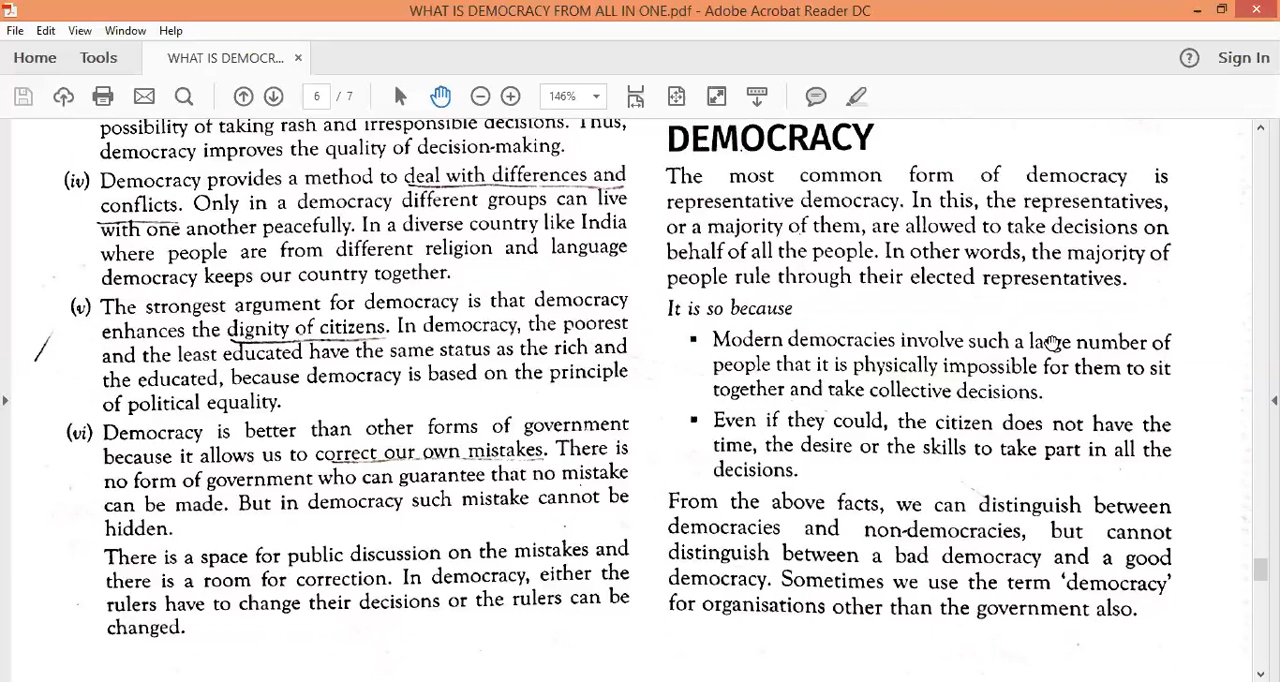 WHAT IS DEMOCRACY FROM ALL IN ONE.pdf - Adobe Acrobat Reader DC
File Edit View Window Help
Home Tools WHAT IS DEMOCR... × Sign In
6 / 7 146%
possibility of taking rash and irresponsible decisions. Thus,
democracy improves the quality of decision-making.
(iv) Democracy provides a method to deal with differences and
conflicts. Only in a democracy different groups can live
with one another peacefully. In a diverse country like India
where people are from different religion and language
democracy keeps our country together.
(v) The strongest argument for democracy is that democracy
enhances the dignity of citizens. In democracy, the poorest
and the least educated have the same status as the rich and
the educated, because democracy is based on the principle
of political equality.
(vi) Democracy is better than other forms of government
because it allows us to correct our own mistakes. There is
no form of government who can guarantee that no mistake
can be made. But in democracy such mistake cannot be
hidden.
There is a space for public discussion on the mistakes and
there is a room for correction. In democracy, either the
rulers have to change their decisions or the rulers can be
changed.
DEMOCRACY
The most common form of democracy is
representative democracy. In this, the representatives,
or a majority of them, are allowed to take decisions on
behalf of all the people. In other words, the majority of
people rule through their elected representatives.
It is so because
▪ Modern democracies involve such a large number of
people that it is physically impossible for them to sit
together and take collective decisions.
▪ Even if they could, the citizen does not have the
time, the desire or the skills to take part in all the
decisions.
From the above facts, we can distinguish between
democracies and non-democracies, but cannot
distinguish between a bad democracy and a good
democracy. Sometimes we use the term 'democracy'
for organisations other than the government also.